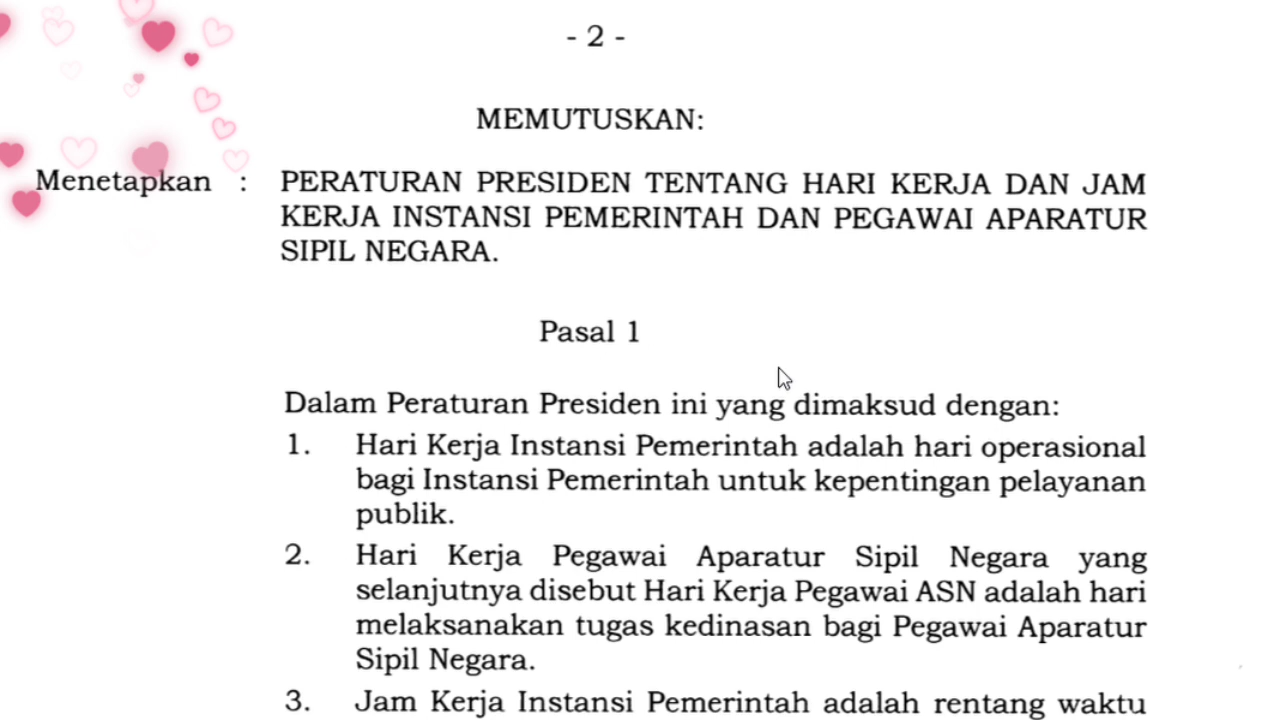 - 2 -
MEMUTUSKAN:
Menetapkan : PERATURAN PRESIDEN TENTANG HARI KERJA DAN JAM
KERJA INSTANSI PEMERINTAH DAN PEGAWAI APARATUR
SIPIL NEGARA.
Pasal 1
Dalam Peraturan Presiden ini yang dimaksud dengan:
1. Hari Kerja Instansi Pemerintah adalah hari operasional
bagi Instansi Pemerintah untuk kepentingan pelayanan
publik.
2. Hari Kerja Pegawai Aparatur Sipil Negara yang
selanjutnya disebut Hari Kerja Pegawai ASN adalah hari
melaksanakan tugas kedinasan bagi Pegawai Aparatur
Sipil Negara.
3. Jam Kerja Instansi Pemerintah adalah rentang waktu